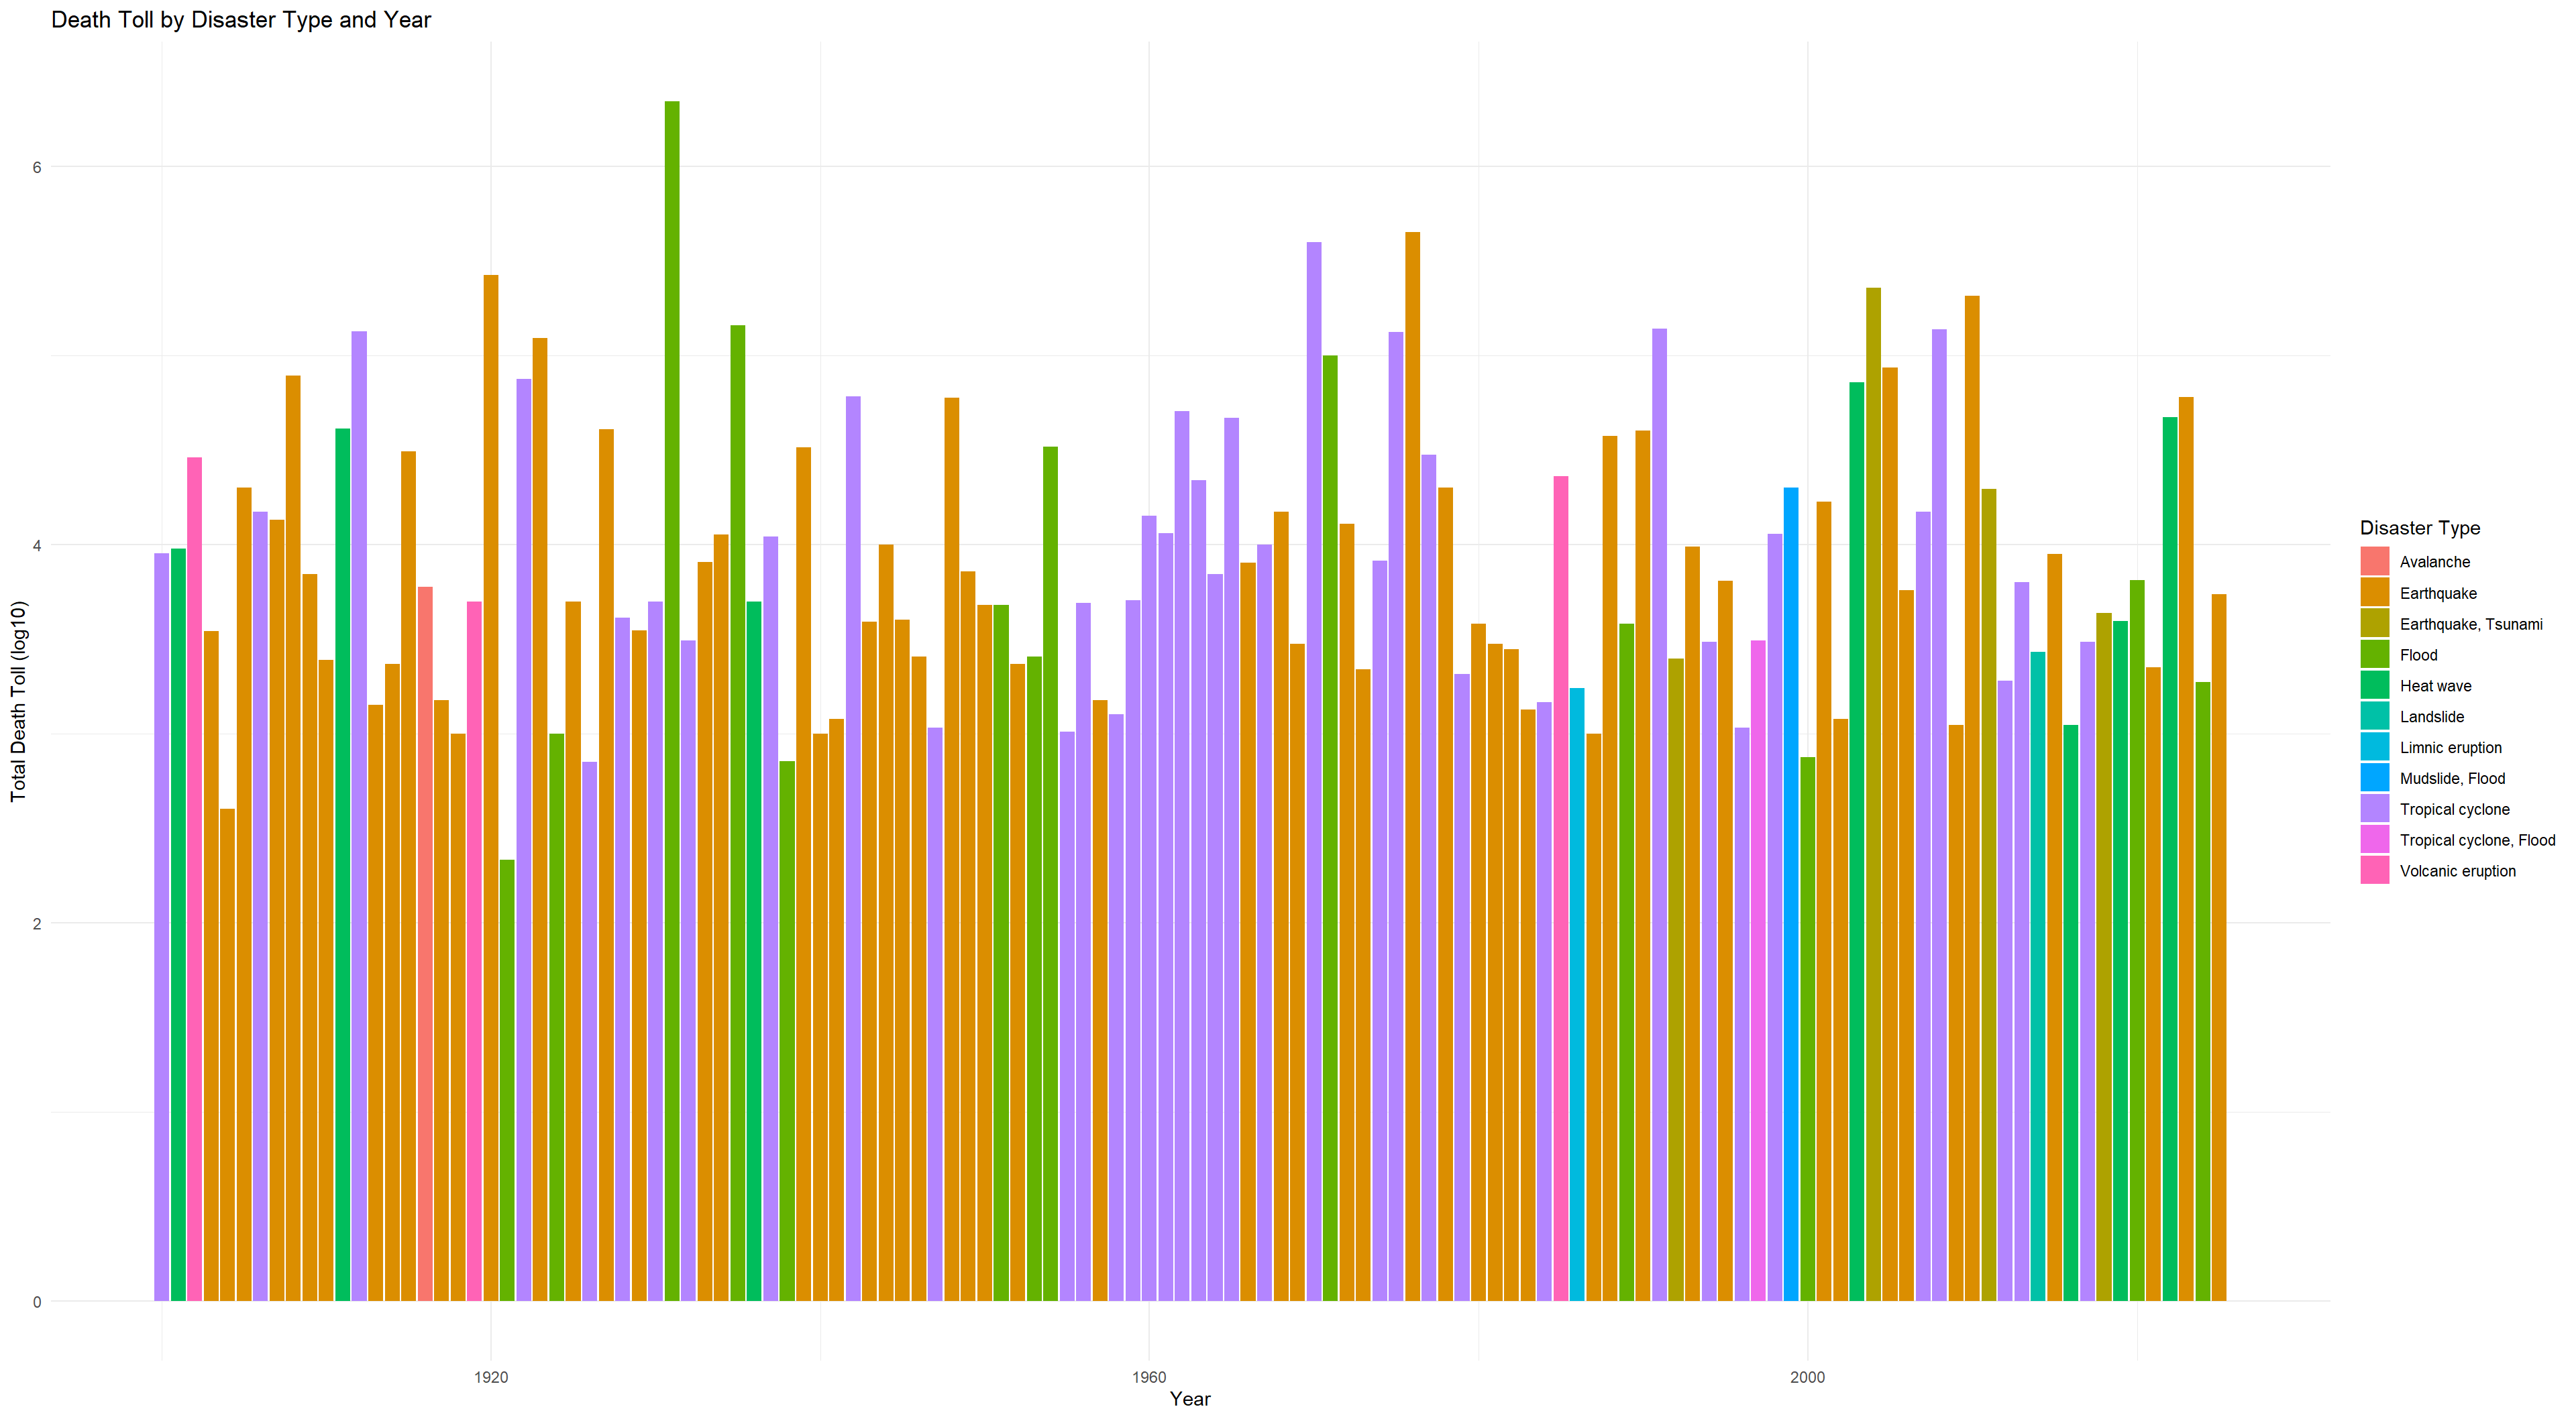 Death Toll by Disaster Type and Year
Total Death Toll (log10)
6
4
2
0
1920
1960
2000
Year
Disaster Type
Avalanche
Earthquake
Earthquake, Tsunami
Flood
Heat wave
Landslide
Limnic eruption
Mudslide, Flood
Tropical cyclone
Tropical cyclone, Flood
Volcanic eruption